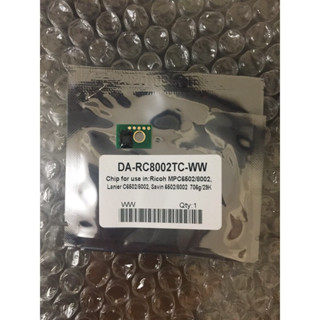 DA-RC8002TC-WW
Chip for use in:Ricoh MPC6502/8002,
Lanier C6502/8002, Savin 6502/8002 706g/29K
WW Qty:1